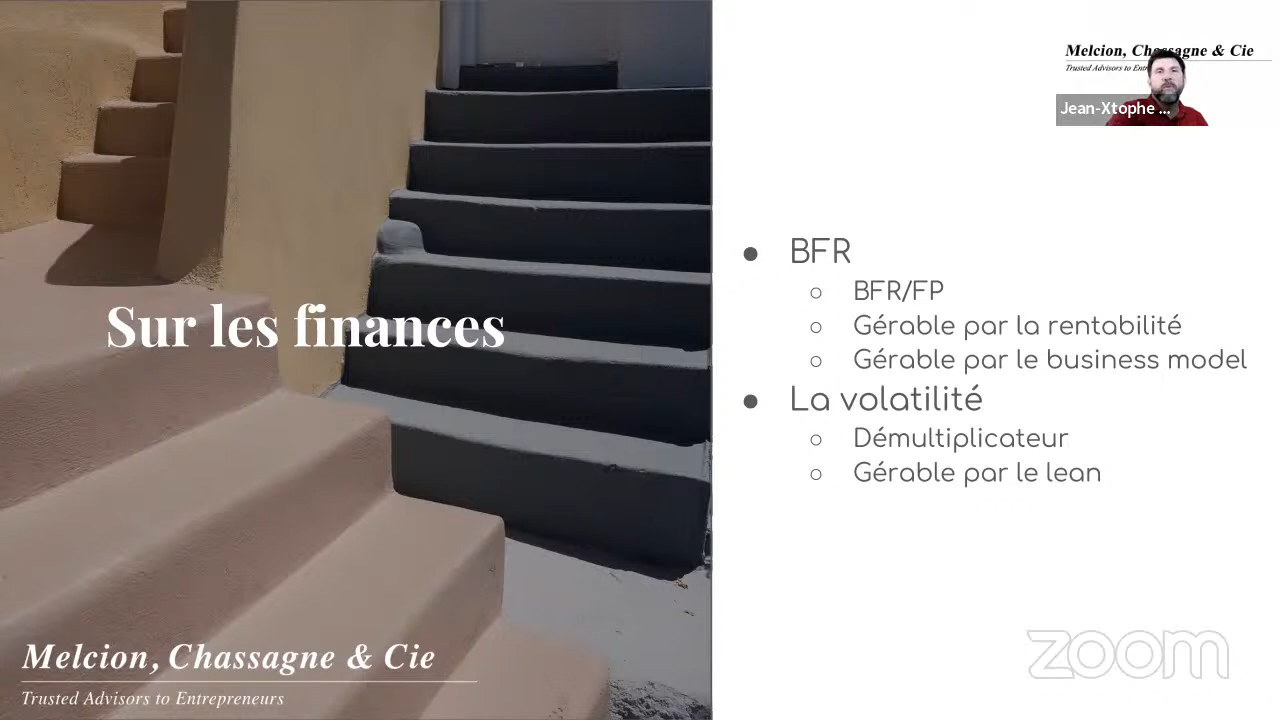 Sur les finances
Melcion, Chassagne & Cie
Trusted Advisors to Entrepreneurs
Melcion, Chassagne & Cie
Trusted Advisors to
Jean-Xtophe ...
● BFR
○ BFR/FP
○ Gérable par la rentabilité
○ Gérable par le business model
● La volatilité
○ Démultiplicateur
○ Gérable par le lean
zoom